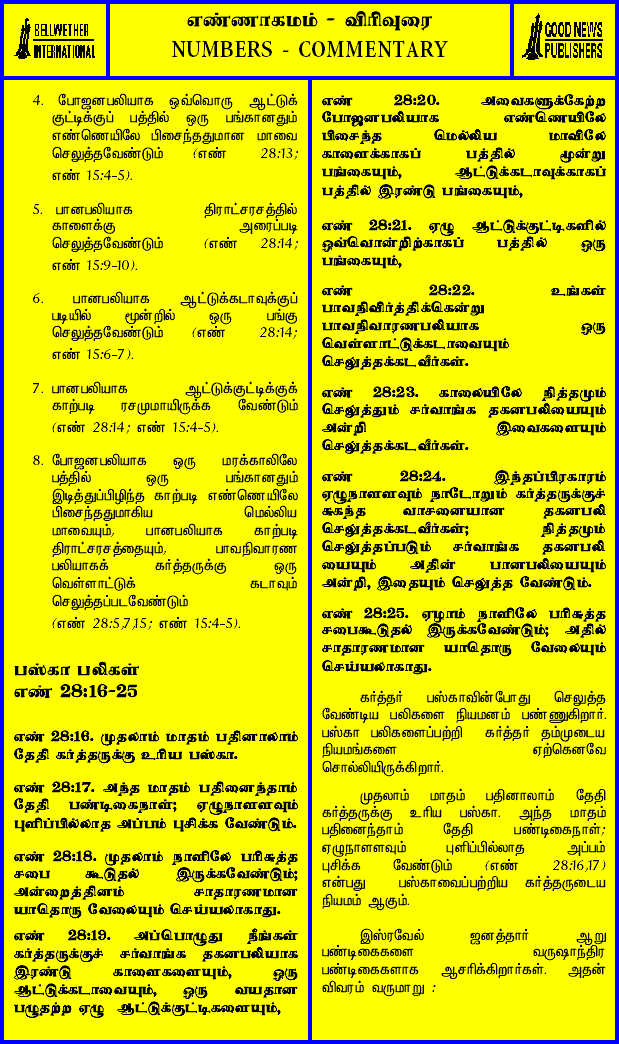 BELLWETHER
INTERNATIONAL
எண்ணாகமம் - விரிவுரை
NUMBERS - COMMENTARY
GOOD NEWS
PUBLISHERS
4. போஜனபலியாக ஒவ்வொரு ஆட்டுக்
குட்டிக்குப் பத்தில் ஒரு பங்கானதும்
எண்ணெயிலே பிசைந்ததுமான மாவை
செலுத்தவேண்டும் (எண் 28:13;
எண் 15:4-5).
5. பானபலியாக திராட்சரசத்தில்
காளைக்கு அரைப்படி
செலுத்தவேண்டும் (எண் 28:14;
எண் 15:9-10).
6. பானபலியாக ஆட்டுக்கடாவுக்குப்
படியில் மூன்றில் ஒரு பங்கு
செலுத்தவேண்டும் (எண் 28:14;
எண் 15:6-7).
7. பானபலியாக ஆட்டுக்குட்டிக்குக்
காற்படி ரசமுமாயிருக்க வேண்டும்
(எண் 28:14; எண் 15:4-5).
8. போஜனபலியாக ஒரு மரக்காலிலே
பத்தில் ஒரு பங்கானதும்
இடித்துப்பிழிந்த காற்படி எண்ணெயிலே
பிசைந்ததுமாகிய மெல்லிய
மாவையும், பானபலியாக காற்படி
திராட்சரசத்தையும், பாவநிவாரண
பலியாகக் கர்த்தருக்கு ஒரு
வெள்ளாட்டுக் கடாவும்
செலுத்தப்படவேண்டும்
(எண் 28:5,7,15; எண் 15:4-5).
பஸ்கா பலிகள்
எண் 28:16-25
எண் 28:16. முதலாம் மாதம் பதினாலாம்
தேதி கர்த்தருக்கு உரிய பஸ்கா.
எண் 28:17. அந்த மாதம் பதினைந்தாம்
தேதி பண்டிகைநாள்; ஏழுநாளளவும்
புளிப்பில்லாத அப்பம் புசிக்க வேண்டும்.
எண் 28:18. முதலாம் நாளிலே பரிசுத்த
சபை கூடுதல் இருக்கவேண்டும்;
அன்றைத்தினம் சாதாரணமான
யாதொரு வேலையும் செய்யலாகாது.
எண் 28:19. அப்பொழுது நீங்கள்
கர்த்தருக்குச் சர்வாங்க தகனபலியாக
இரண்டு காளைகளையும், ஒரு
ஆட்டுக்கடாவையும், ஒரு வயதான
பழுதற்ற ஏழு ஆட்டுக்குட்டிகளையும்,
எண் 28:20. அவைகளுக்கேற்ற
போஜனபலியாக எண்ணெயிலே
பிசைந்த மெல்லிய மாவிலே
காளைக்காகப் பத்தில் மூன்று
பங்கையும், ஆட்டுக்கடாவுக்காகப்
பத்தில் இரண்டு பங்கையும்,
எண் 28:21. ஏழு ஆட்டுக்குட்டிகளில்
ஒவ்வொன்றிற்காகப் பத்தில் ஒரு
பங்கையும்,
எண் 28:22. உங்கள்
பாவநிவிர்த்திக்கென்று
பாவநிவாரணபலியாக ஒரு
வெள்ளாட்டுக்கடாவையும்
செலுத்தக்கடவீர்கள்.
எண் 28:23. காலையிலே நித்தமும்
செலுத்தும் சர்வாங்க தகனபலியையும்
அன்றி இவைகளையும்
செலுத்தக்கடவீர்கள்.
எண் 28:24. இந்தப்பிரகாரம்
ஏழுநாளளவும் நாடோறும் கர்த்தருக்குச்
சுகந்த வாசனையான தகனபலி
செலுத்தக்கடவீர்கள்; நித்தமும்
செலுத்தப்படும் சர்வாங்க தகனபலி
யையும் அதின் பானபலியையும்
அன்றி, இதையும் செலுத்த வேண்டும்.
எண் 28:25. ஏழாம் நாளிலே பரிசுத்த
சபைகூடுதல் இருக்கவேண்டும்; அதில்
சாதாரணமான யாதொரு வேலையும்
செய்யலாகாது.
கர்த்தர் பஸ்காவின்போது செலுத்த
வேண்டிய பலிகளை நியமனம் பண்ணுகிறார்.
பஸ்கா பலிகளைப்பற்றி கர்த்தர் தம்முடைய
நியமங்களை ஏற்கெனவே
சொல்லியிருக்கிறார்.
முதலாம் மாதம் பதினாலாம் தேதி
கர்த்தருக்கு உரிய பஸ்கா. அந்த மாதம்
பதினைந்தாம் தேதி பண்டிகைநாள்;
ஏழுநாளளவும் புளிப்பில்லாத அப்பம்
புசிக்க வேண்டும் (எண் 28:16,17)
என்பது பஸ்காவைப்பற்றிய கர்த்தருடைய
நியமம் ஆகும்.
இஸ்ரவேல் ஜனத்தார் ஆறு
பண்டிகைகளை வருஷாந்திர
பண்டிகைகளாக ஆசரிக்கிறார்கள். அதன்
விவரம் வருமாறு :